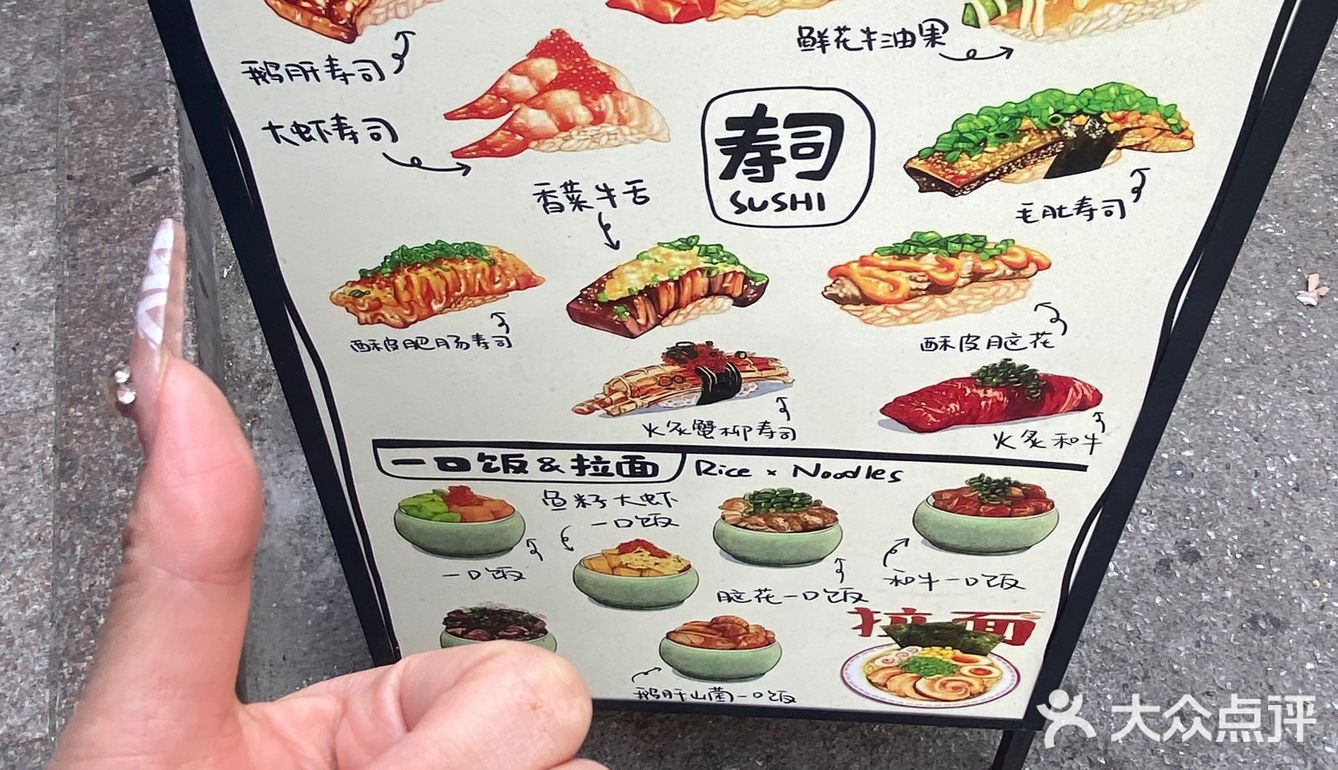 鲜花牛油果
鹅肝寿司
大虾寿司
寿司
SUSHI
香菜牛舌
毛肚寿司
酥皮肥肠寿司
酥皮脑花
火炙蟹柳寿司
火炙和牛
一口饭&拉面
Rice × Noodles
鱼籽大虾
一口饭
一口饭
脑花一口饭
和牛一口饭
拉面
鹅肝山菌一口饭
大众点评